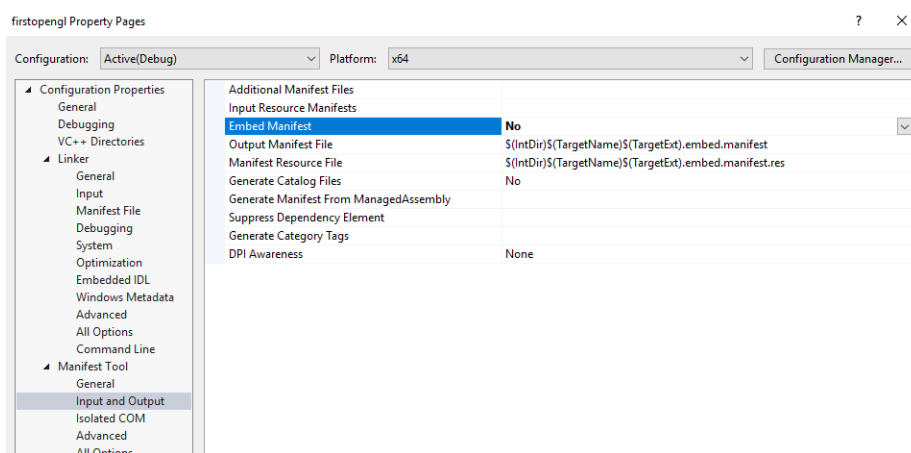 firstopengl Property Pages
?
Configuration: Active(Debug) Platform: x64 Configuration Manager...
Configuration Properties
General
Debugging
VC++ Directories
Linker
General
Input
Manifest File
Debugging
System
Optimization
Embedded IDL
Windows Metadata
Advanced
All Options
Command Line
Manifest Tool
General
Input and Output
Isolated COM
Advanced
All Options
Additional Manifest Files
Input Resource Manifests
Embed Manifest No
Output Manifest File $(IntDir)$(TargetName)$(TargetExt).embed.manifest
Manifest Resource File $(IntDir)$(TargetName)$(TargetExt).embed.manifest.res
Generate Catalog Files No
Generate Manifest From ManagedAssembly
Suppress Dependency Element
Generate Category Tags
DPI Awareness None